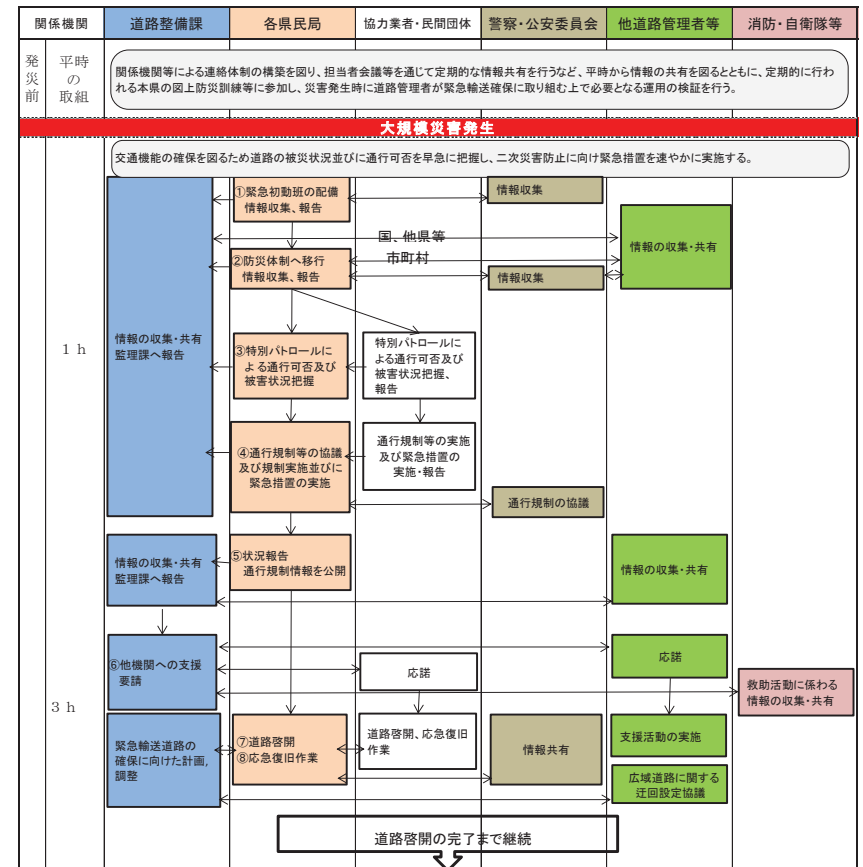 関係機関 道路整備課 各県民局 協力業者・民間団体 警察・公安委員会 他道路管理者等 消防・自衛隊等
発災前
平時の取組
関係機関等による連絡体制の構築を図り、担当者会議等を通じて定期的な情報共有を行うなど、平時から情報の共有を図るとともに、定期的に行わ
れる本県の図上防災訓練等に参加し、災害発生時に道路管理者が緊急輸送確保に取り組む上で必要となる運用の検証を行う。
大規模災害発生
交通機能の確保を図るため道路の被災状況並びに通行可否を早急に把握し、二次災害防止に向け緊急措置を速やかに実施する。
①緊急初動班の配備
情報収集、報告
情報収集
国、他県等
市町村
情報の収集・共有
②防災体制へ移行
情報収集、報告
情報収集
1 h
情報の収集・共有
監理課へ報告
③特別パトロールに
よる通行可否及び
被害状況把握
特別パトロールに
よる通行可否及び
被害状況把握、
報告
④通行規制等の協議
及び規制実施並びに
緊急措置の実施
通行規制等の実施
及び緊急措置の
実施・報告
通行規制の協議
情報の収集・共有
監理課へ報告
⑤状況報告
通行規制情報を公開
情報の収集・共有
3 h
⑥他機関への支援
要請
応諾
応諾
救助活動に係わる
情報の収集・共有
緊急輸送道路の
確保に向けた計画,
調整
⑦道路啓開
⑧応急復旧作業
道路啓開、応急復旧
作業
情報共有
支援活動の実施
広域道路に関する
迂回設定協議
道路啓開の完了まで継続